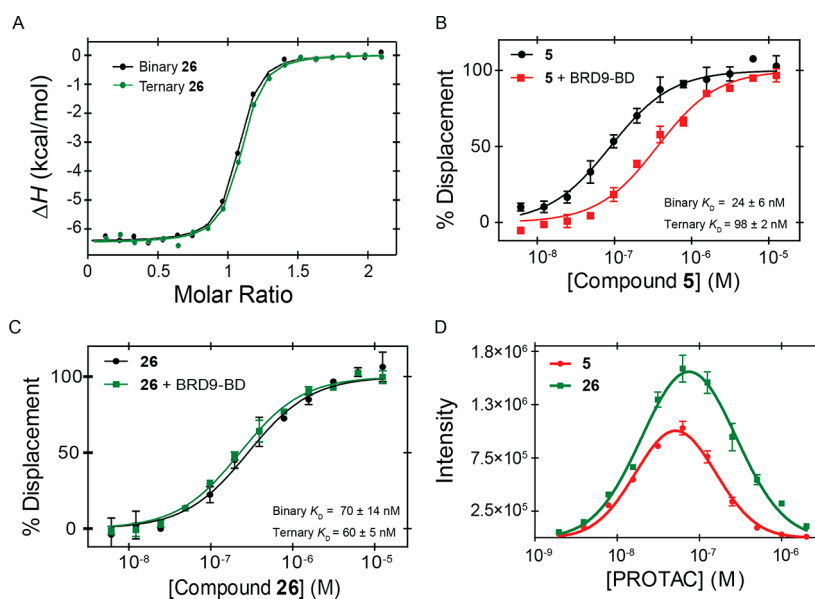 A
ΔH (kcal/mol)
0
-1
-2
-3
-4
-5
-6
Binary 26
Ternary 26
0
0.5
1
1.5
2
Molar Ratio
B
% Displacement
100
50
0
5
5 + BRD9-BD
Binary KD = 24 ± 6 nM
Ternary KD = 98 ± 2 nM
10-8
10-7
10-6
10-5
[Compound 5] (M)
C
% Displacement
100
50
0
26
26 + BRD9-BD
Binary KD = 70 ± 14 nM
Ternary KD = 60 ± 5 nM
10-8
10-7
10-6
10-5
[Compound 26] (M)
D
Intensity
1.8×10⁶
1.3×10⁶
7.5×10⁵
2.5×10⁵
5
26
10-9
10-8
10-7
10-6
[PROTAC] (M)